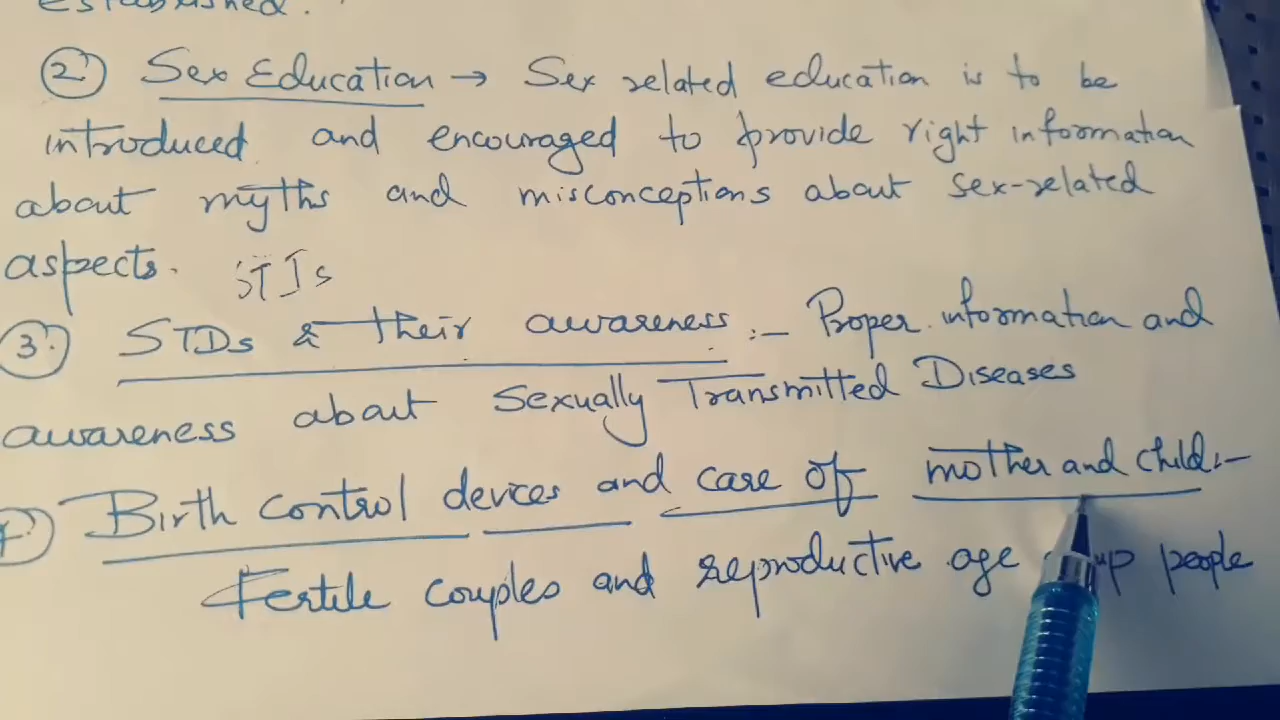 established.
2. Sex Education → Sex related education is to be
introduced and encouraged to provide right information
about myths and misconceptions about sex-related
aspects. STIs
3. STDs & their awareness :- Proper information and
awareness about Sexually Transmitted Diseases
Birth control devices and care of mother and child :-
Fertile couples and reproductive age people